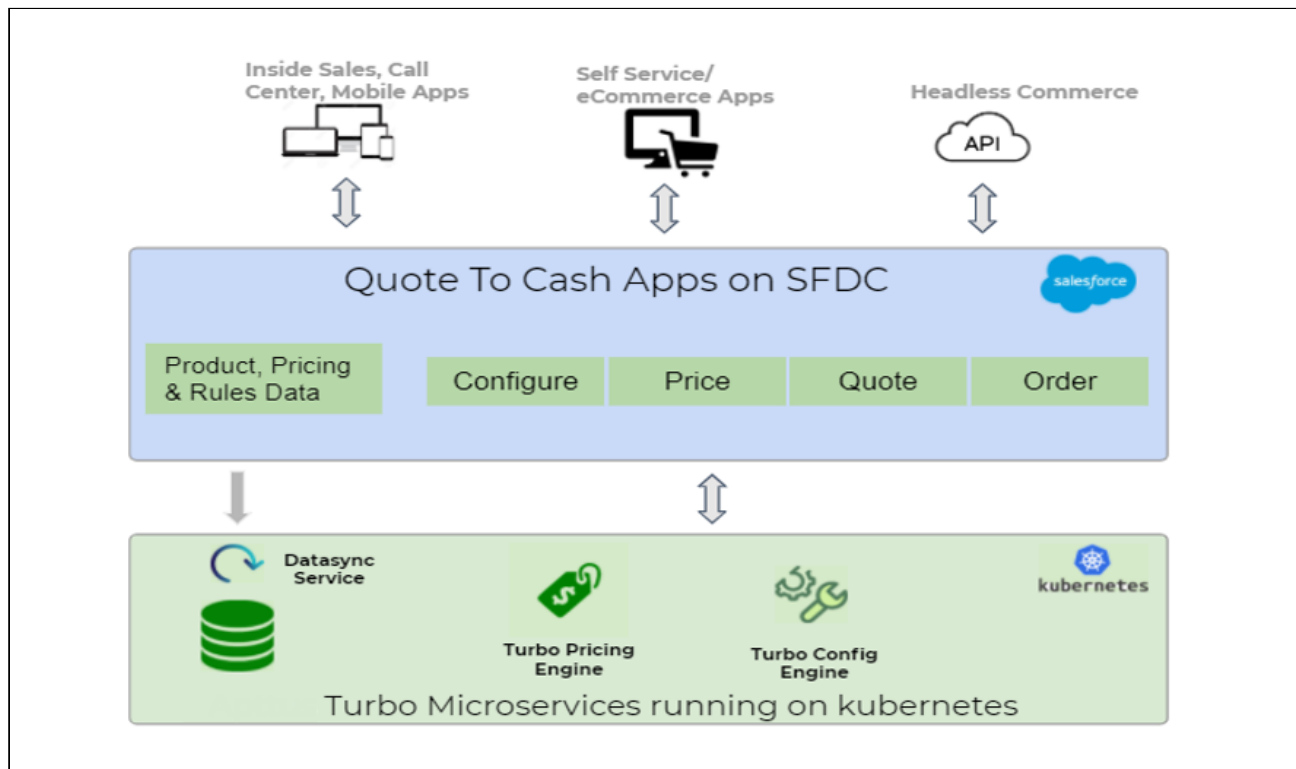 Inside Sales, Call
Center, Mobile Apps
Self Service/
eCommerce Apps
Headless Commerce
API
Quote To Cash Apps on SFDC
salesforce
Product, Pricing
& Rules Data
Configure
Price
Quote
Order
Datasync
Service
kubernetes
$
Turbo Pricing
Engine
Turbo Config
Engine
Turbo Microservices running on kubernetes